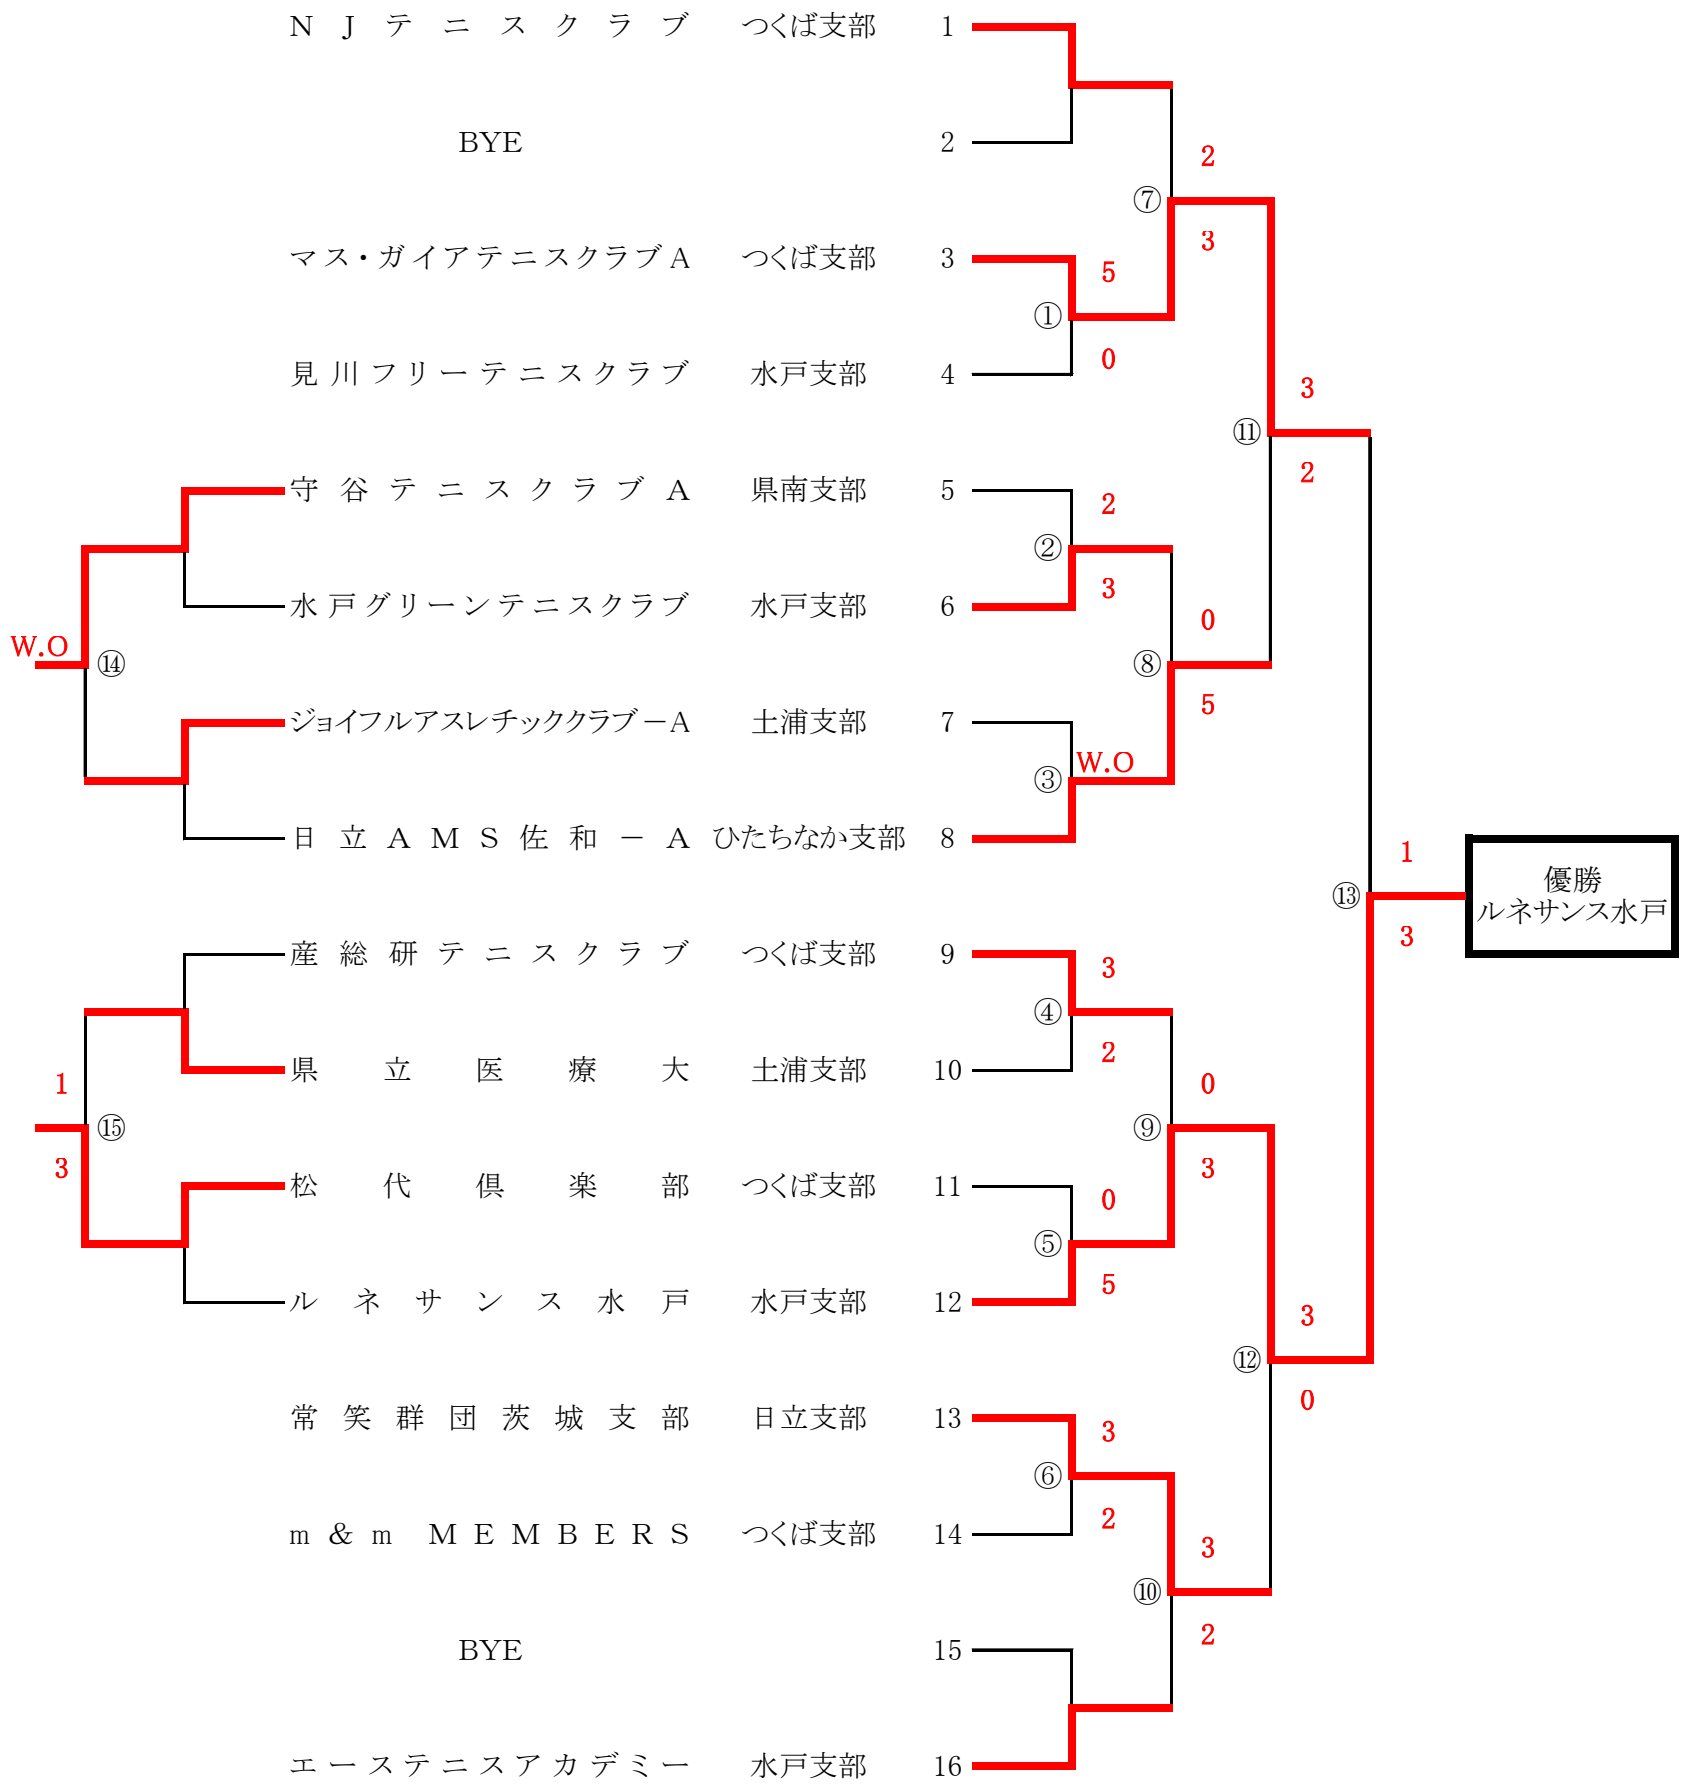 NJテニスクラブ つくば支部 1
BYE 2
2
⑦
3
マス・ガイアテニスクラブA つくば支部 3
5
①
0
見川フリーテニスクラブ 水戸支部 4
3
⑪
2
守谷テニスクラブA 県南支部 5
2
②
3
水戸グリーンテニスクラブ 水戸支部 6
0
W.O ⑭
⑧
5
ジョイフルアスレチッククラブ－A 土浦支部 7
W.O
③
日立AMS佐和－A ひたちなか支部 8
1
⑬
3
優勝
ルネサンス水戸
産総研テニスクラブ つくば支部 9
3
④
2
県立医療大 土浦支部 10
1
⑮
3
0
⑨
3
松代倶楽部 つくば支部 11
0
⑤
5
ルネサンス水戸 水戸支部 12
3
⑫
0
常笑群団茨城支部 日立支部 13
3
⑥
2
m&m MEMBERS つくば支部 14
3
⑩
2
BYE 15
エーステニスアカデミー 水戸支部 16